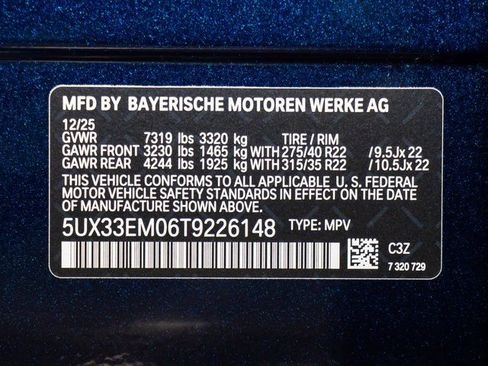 MFD BY BAYERISCHE MOTOREN WERKE AG
12/25
GVWR 7319 lbs 3320 kg TIRE / RIM
GAWR FRONT 3230 lbs 1465 kg WITH 275/40 R22 / 9.5Jx 22
GAWR REAR 4244 lbs 1925 kg WITH 315/35 R22 / 10.5Jx 22
THIS VEHICLE CONFORMS TO ALL APPLICABLE U. S. FEDERAL
MOTOR VEHICLE SAFETY STANDARDS IN EFFECT ON THE DATE
OF MANUFACTURE SHOWN ABOVE.
5UX33EM06T9226148 TYPE: MPV
C3Z
7 320 729